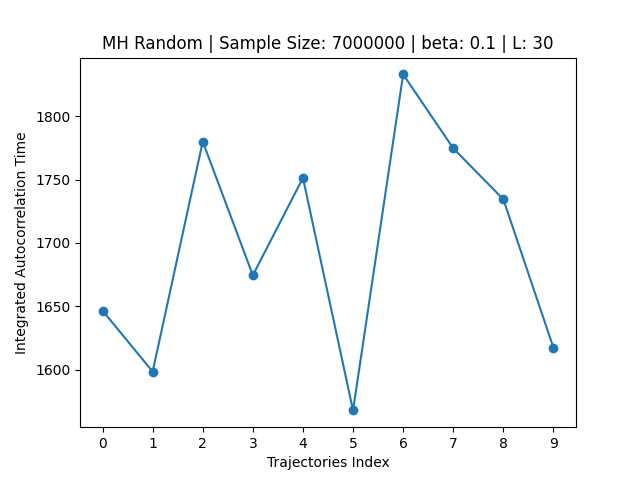 MH Random | Sample Size: 7000000 | beta: 0.1 | L: 30
Integrated Autocorrelation Time
1800
1750
1700
1650
1600
0 1 2 3 4 5 6 7 8 9
Trajectories Index